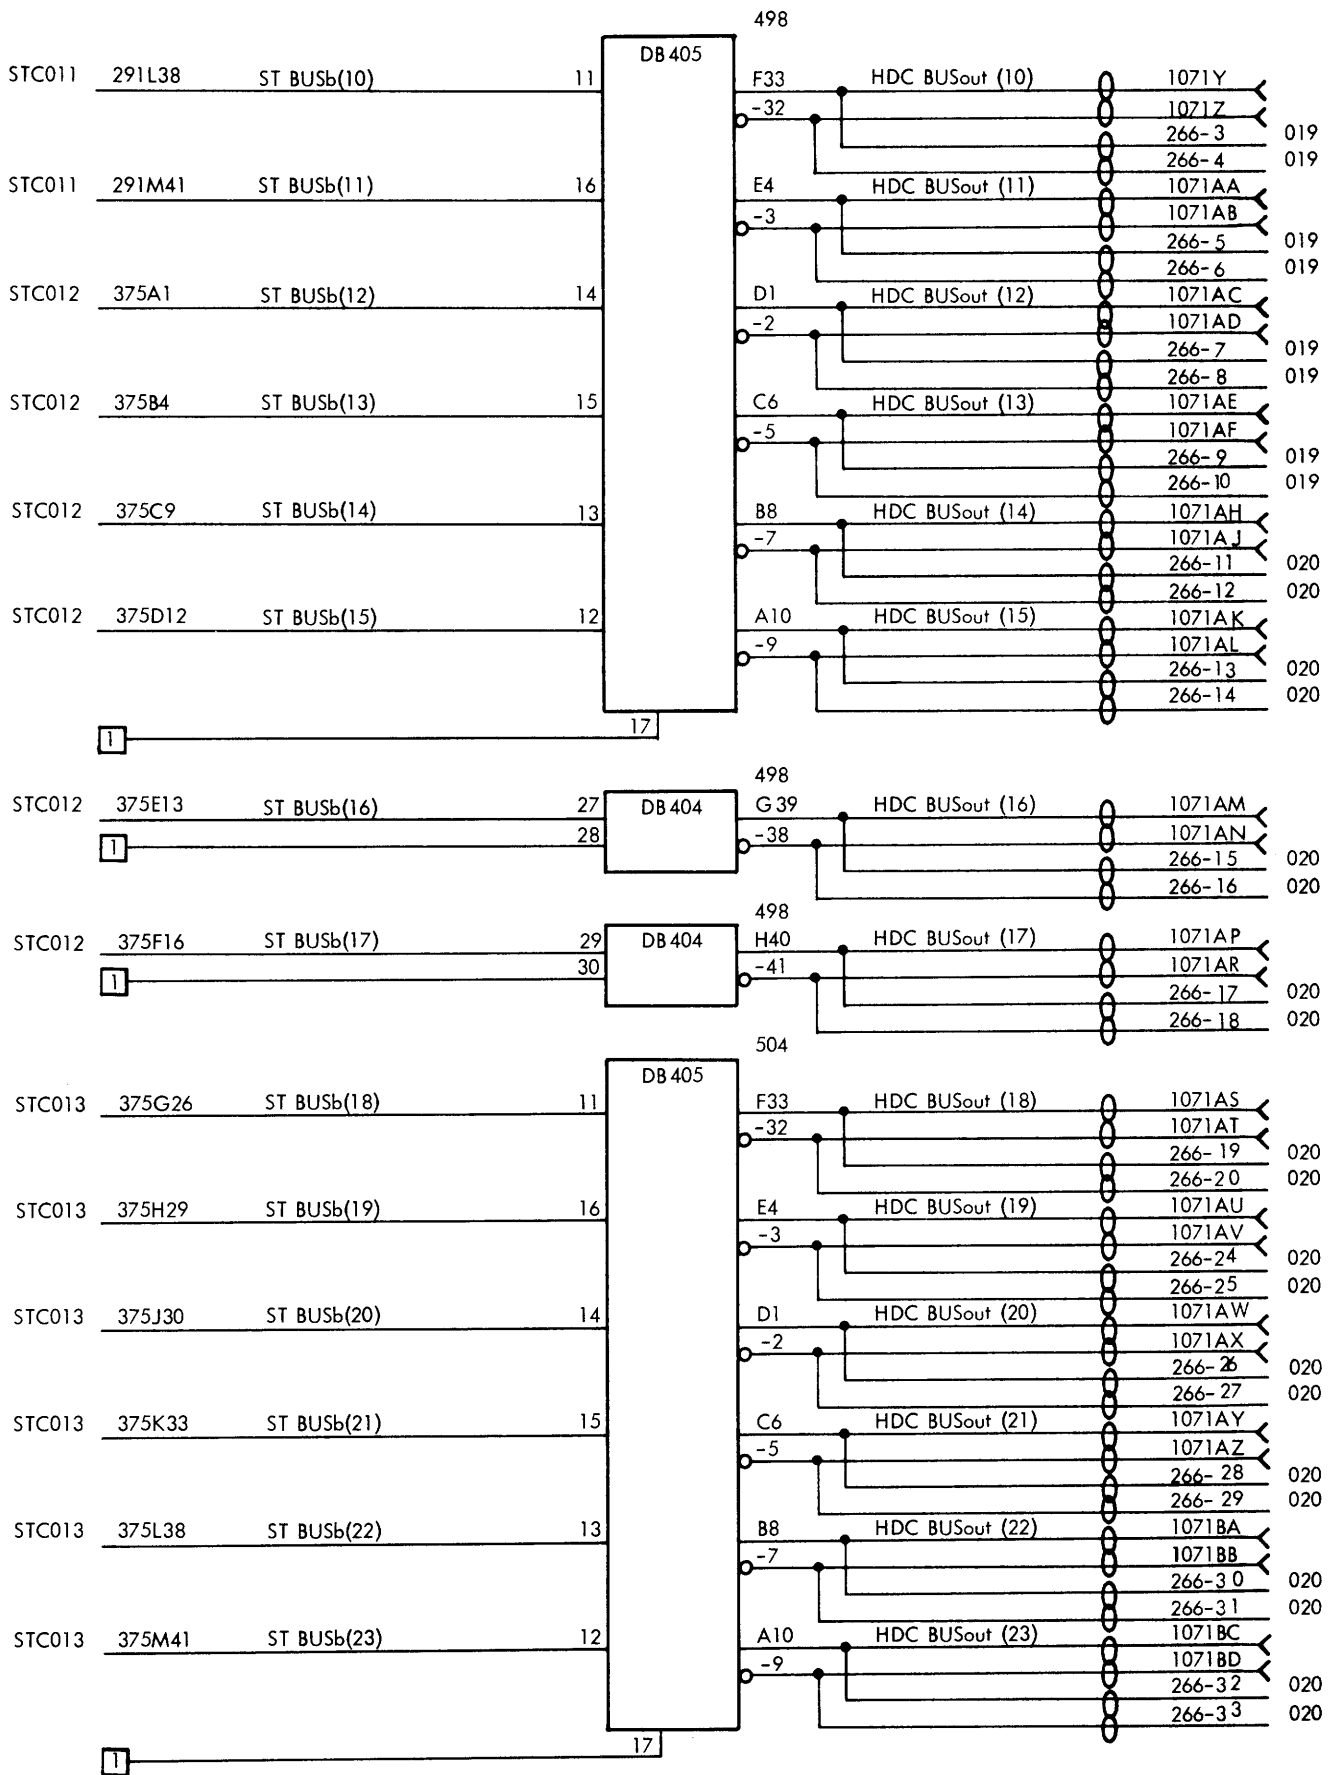 498
DB405
STC011 291L38 ST BUSb(10) 11 F33 HDC BUSout (10) 1071Y
-32 1071Z
266-3 019
266-4 019
STC011 291M41 ST BUSb(11) 16 E4 HDC BUSout (11) 1071AA
-3 1071AB
266-5 019
266-6 019
STC012 375A1 ST BUSb(12) 14 D1 HDC BUSout (12) 1071AC
-2 1071AD
266-7 019
266-8 019
STC012 375B4 ST BUSb(13) 15 C6 HDC BUSout (13) 1071AE
-5 1071AF
266-9 019
266-10 019
STC012 375C9 ST BUSb(14) 13 B8 HDC BUSout (14) 1071AH
-7 1071AJ
266-11 020
266-12 020
STC012 375D12 ST BUSb(15) 12 A10 HDC BUSout (15) 1071AK
-9 1071AL
266-13 020
266-14 020
1 17
498
STC012 375E13 ST BUSb(16) 27 DB404 G39 HDC BUSout (16) 1071AM
1 28 -38 1071AN
266-15 020
266-16 020
498
STC012 375F16 ST BUSb(17) 29 DB404 H40 HDC BUSout (17) 1071AP
1 30 -41 1071AR
266-17 020
266-18 020
504
DB405
STC013 375G26 ST BUSb(18) 11 F33 HDC BUSout (18) 1071AS
-32 1071AT
266-19 020
266-20 020
STC013 375H29 ST BUSb(19) 16 E4 HDC BUSout (19) 1071AU
-3 1071AV
266-24 020
266-25 020
STC013 375J30 ST BUSb(20) 14 D1 HDC BUSout (20) 1071AW
-2 1071AX
266-26 020
266-27 020
STC013 375K33 ST BUSb(21) 15 C6 HDC BUSout (21) 1071AY
-5 1071AZ
266-28 020
266-29 020
STC013 375L38 ST BUSb(22) 13 B8 HDC BUSout (22) 1071BA
-7 1071BB
266-30 020
266-31 020
STC013 375M41 ST BUSb(23) 12 A10 HDC BUSout (23) 1071BC
-9 1071BD
266-32 020
266-33 020
1 17